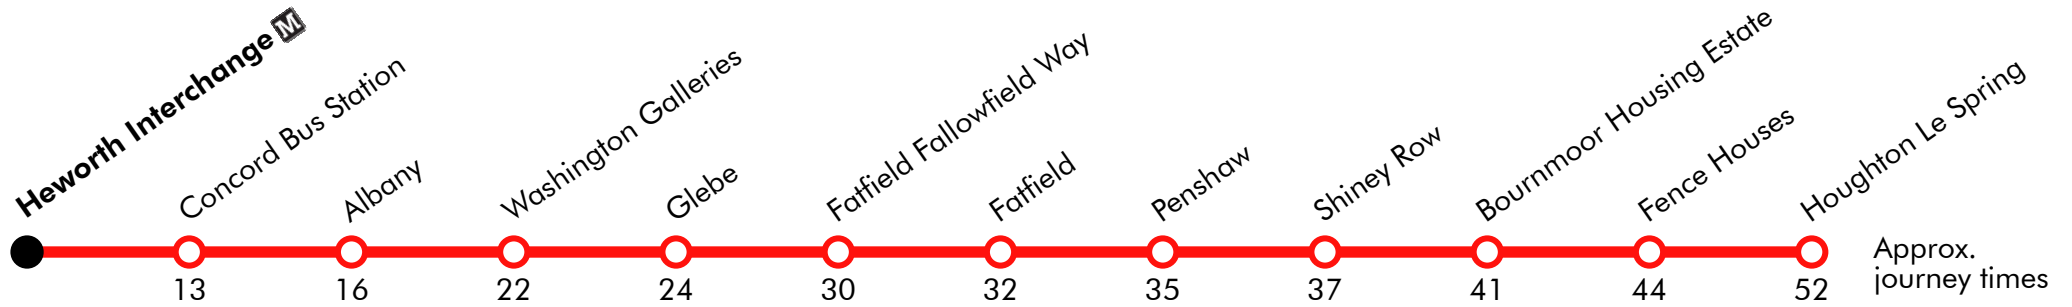 Heworth Interchange M
Concord Bus Station
Albany
Washington Galleries
Glebe
Fatfield Fallowfield Way
Fatfield
Penshaw
Shiney Row
Bournmoor Housing Estate
Fence Houses
Houghton Le Spring
13 16 22 24 30 32 35 37 41 44 52
Approx.
journey times